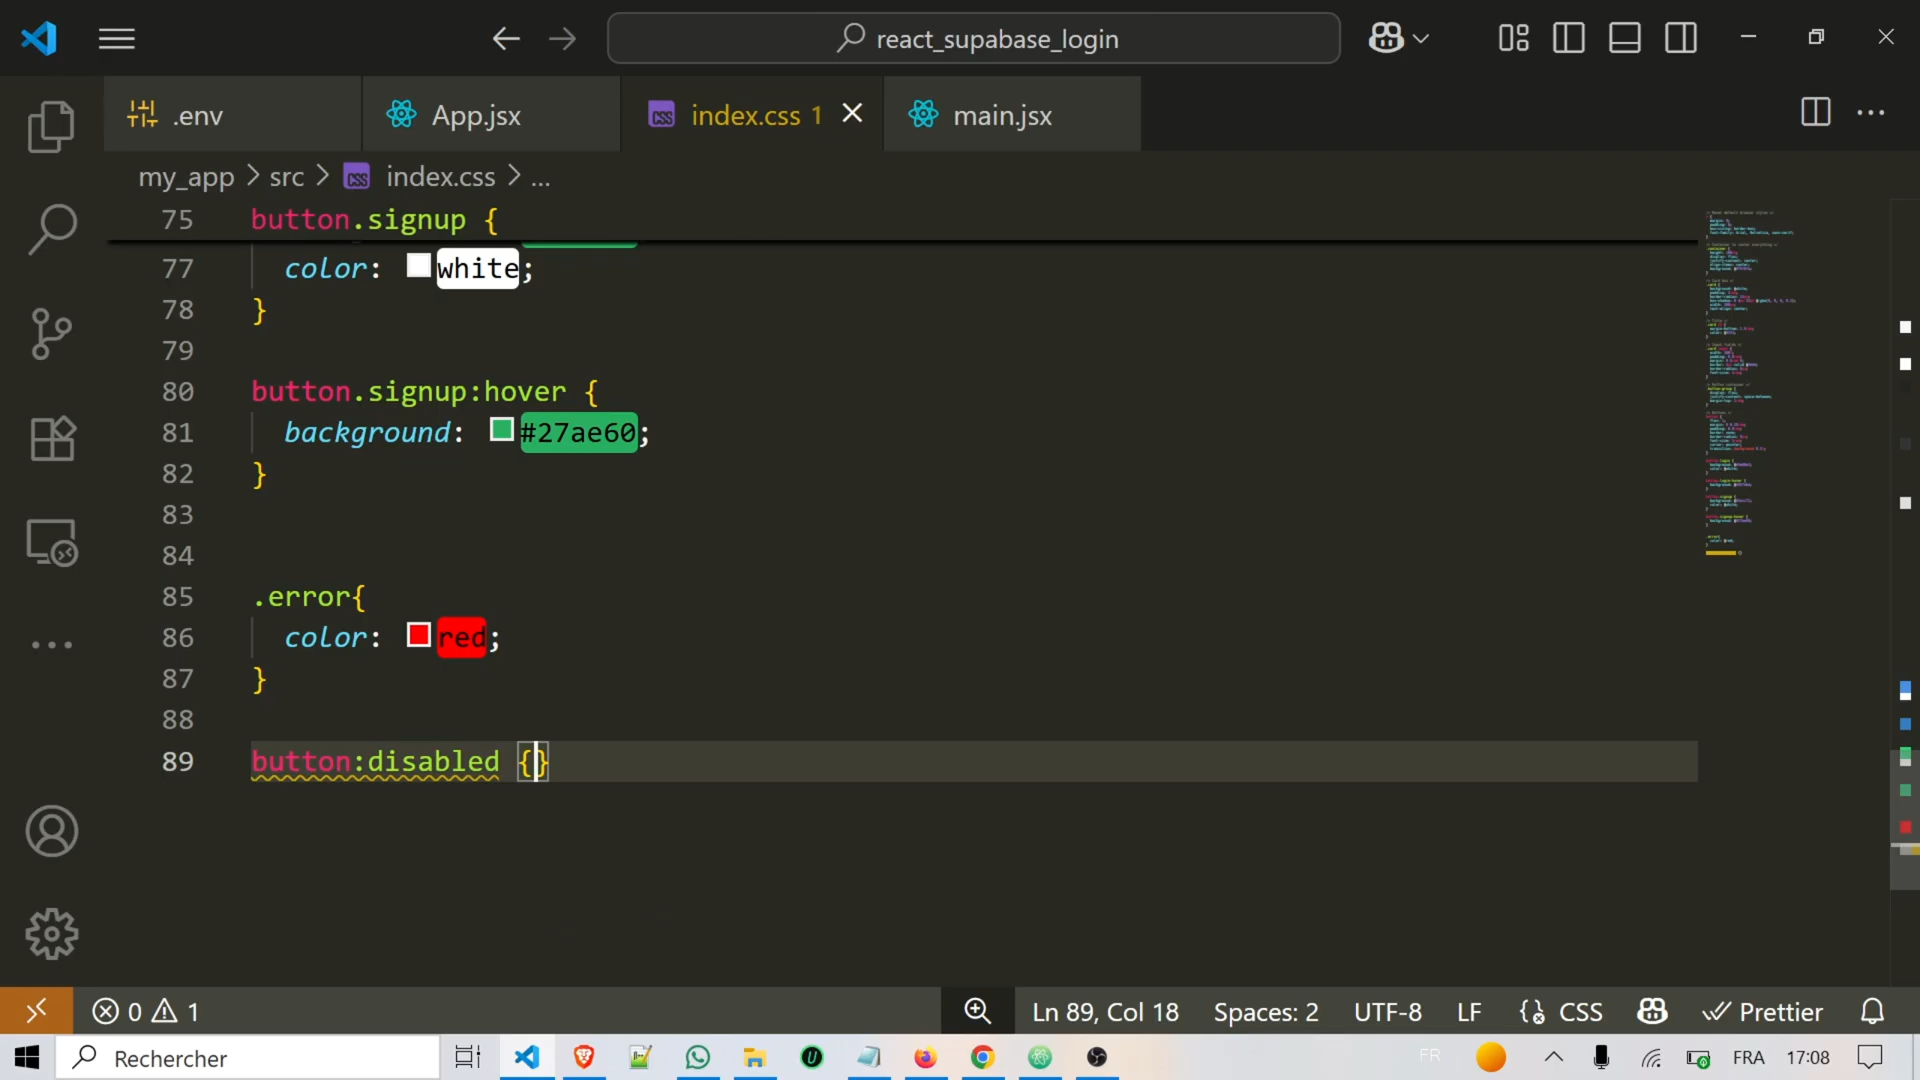 react_supabase_login
.env
App.jsx
index.css 1
main.jsx
my_app > src > index.css > ...
75 button.signup {
77 color: white;
78 }
79
80 button.signup:hover {
81 background: #27ae60;
82 }
83
84
85 .error{
86 color: red;
87 }
88
89 button:disabled {}
0 1
Ln 89, Col 18
Spaces: 2
UTF-8
LF
CSS
Prettier
Rechercher
FR
FRA
17:08